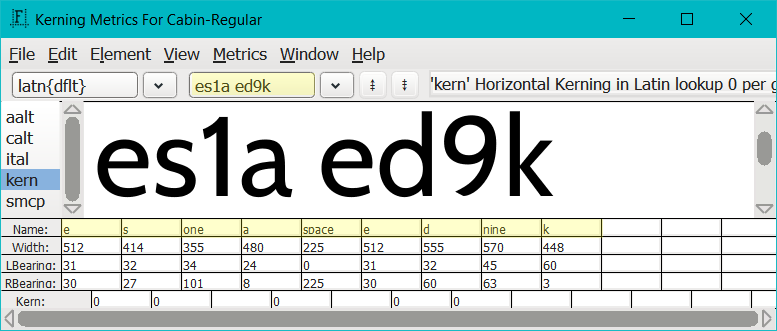 Kerning Metrics For Cabin-Regular
File Edit Element View Metrics Window Help
latn{dflt} es1a ed9k 'kern' Horizontal Kerning in Latin lookup 0 per g
aalt
calt
ital
kern
smcp
es1a ed9k
Name: e s one a space e d nine k
Width: 512 414 355 480 225 512 555 570 448
LBearing: 31 32 34 24 0 31 32 45 60
RBearing: 30 27 101 8 225 30 60 63 3
Kern: 0 0 0 0 0